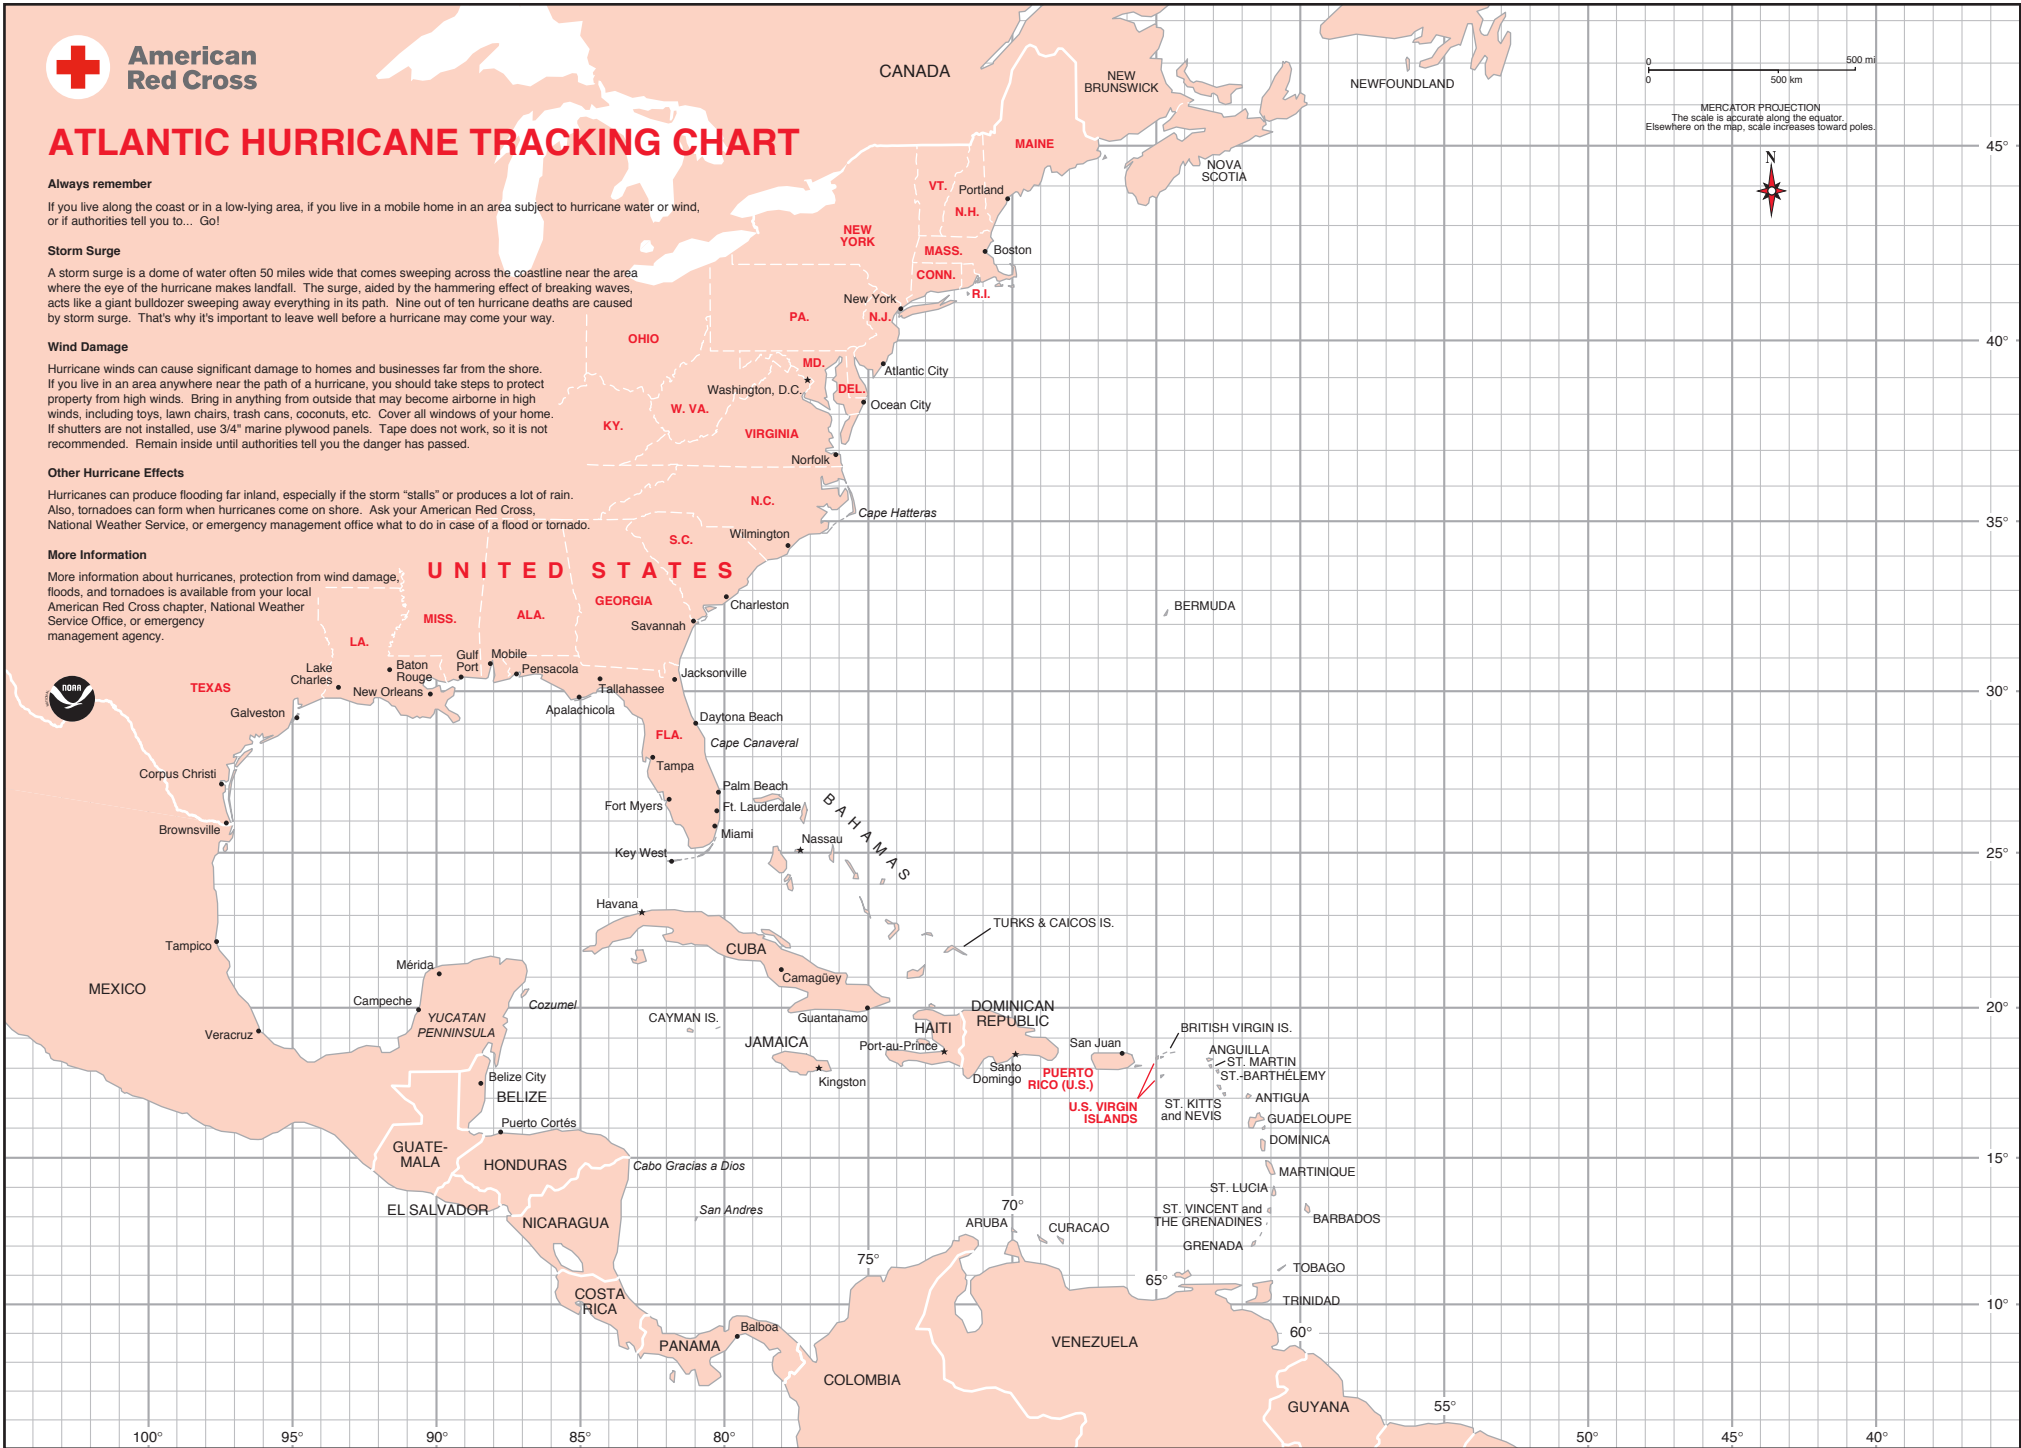 American
Red Cross
ATLANTIC HURRICANE TRACKING CHART
Always remember
If you live along the coast or in a low-lying area, if you live in a mobile home in an area subject to hurricane water or wind,
or if authorities tell you to... Go!
Storm Surge
A storm surge is a dome of water often 50 miles wide that comes sweeping across the coastline near the area
where the eye of the hurricane makes landfall. The surge, aided by the hammering effect of breaking waves,
acts like a giant bulldozer sweeping away everything in its path. Nine out of ten hurricane deaths are caused
by storm surge. That's why it's important to leave well before a hurricane may come your way.
Wind Damage
Hurricane winds can cause significant damage to homes and businesses far from the shore.
If you live in an area anywhere near the path of a hurricane, you should take steps to protect
property from high winds. Bring in anything from outside that may become airborne in high
winds, including toys, lawn chairs, trash cans, coconuts, etc. Cover all windows of your home.
If shutters are not installed, use 3/4" marine plywood panels. Tape does not work, so it is not
recommended. Remain inside until authorities tell you the danger has passed.
Other Hurricane Effects
Hurricanes can produce flooding far inland, especially if the storm “stalls” or produces a lot of rain.
Also, tornadoes can form when hurricanes come on shore. Ask your American Red Cross,
National Weather Service, or emergency management office what to do in case of a flood or tornado.
More Information
More information about hurricanes, protection from wind damage,
floods, and tornadoes is available from your local
American Red Cross chapter, National Weather
Service Office, or emergency
management agency.
NOAA
CANADA
NEW
BRUNSWICK
NEWFOUNDLAND
0 500 mi
0 500 km
MERCATOR PROJECTION
The scale is accurate along the equator.
Elsewhere on the map, scale increases toward poles.
N
MAINE
NOVA
SCOTIA
45°
VT.
Portland
N.H.
NEW
YORK
MASS.
Boston
CONN.
R.I.
New York
PA.
N.J.
OHIO
40°
MD.
Atlantic City
Washington, D.C.
DEL.
Ocean City
W. VA.
KY.
VIRGINIA
Norfolk
N.C.
Cape Hatteras
35°
S.C.
Wilmington
UNITED STATES
GEORGIA
Charleston
BERMUDA
MISS.
ALA.
Savannah
LA.
Gulf
Port
Mobile
Baton
Rouge
Pensacola
Jacksonville
Lake
Charles
TEXAS
New Orleans
Tallahassee
30°
Galveston
Apalachicola
Daytona Beach
FLA.
Cape Canaveral
Tampa
Corpus Christi
Palm Beach
Fort Myers
Ft. Lauderdale
BAHAMAS
Brownsville
Miami
Nassau
Key West
25°
Havana
TURKS & CAICOS IS.
Tampico
CUBA
Mérida
Camagüey
MEXICO
Campeche
Cozumel
YUCATAN
PENNINSULA
CAYMAN IS.
Guantanamo
DOMINICAN
REPUBLIC
20°
Veracruz
HAITI
BRITISH VIRGIN IS.
JAMAICA
Port-au-Prince
San Juan
ANGUILLA
ST. MARTIN
Santo
Domingo
PUERTO
RICO (U.S.)
ST.-BARTHÉLEMY
Belize City
Kingston
BELIZE
U.S. VIRGIN
ISLANDS
ST. KITTS
and NEVIS
ANTIGUA
Puerto Cortés
GUADELOUPE
GUATE-
MALA
DOMINICA
HONDURAS
Cabo Gracias a Dios
15°
MARTINIQUE
EL SALVADOR
San Andres
ST. LUCIA
70°
NICARAGUA
ARUBA
CURACAO
ST. VINCENT and
THE GRENADINES
BARBADOS
GRENADA
75°
65°
TOBAGO
COSTA
RICA
TRINIDAD
10°
Balboa
60°
PANAMA
VENEZUELA
COLOMBIA
GUYANA
55°
100° 95° 90° 85° 80° 50° 45° 40°